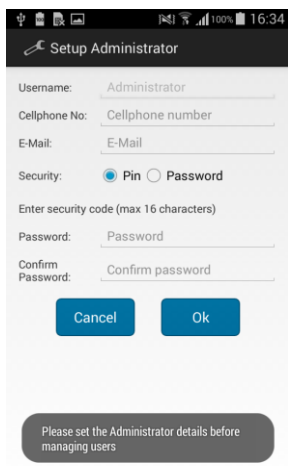 100% 16:34
Setup Administrator
Username: Administrator
Cellphone No: Cellphone number
E-Mail: E-Mail
Security: Pin Password
Enter security code (max 16 characters)
Password: Password
Confirm
Password: Confirm password
Cancel Ok
Please set the Administrator details before
managing users